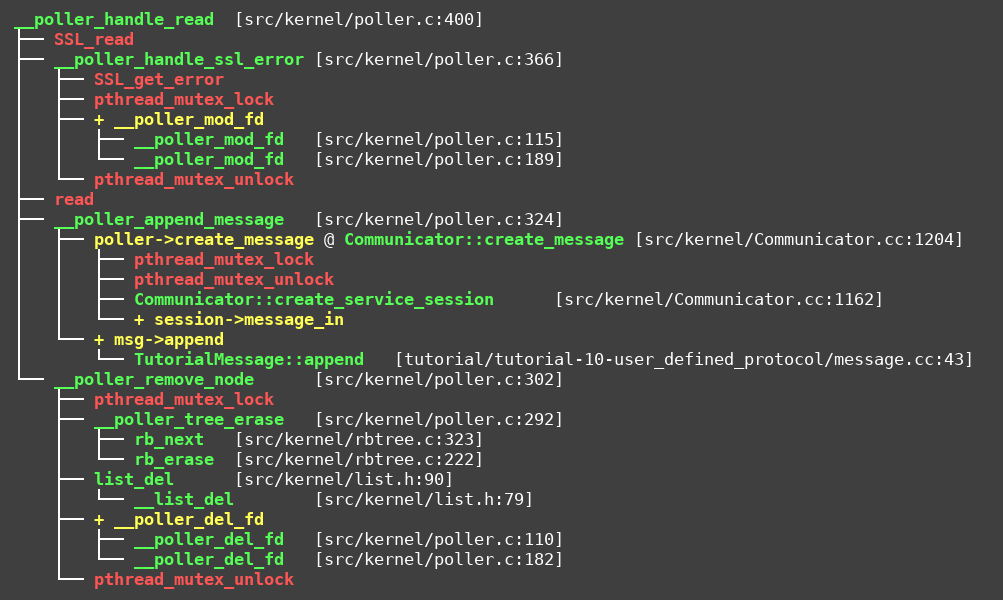 __poller_handle_read [src/kernel/poller.c:400]
SSL_read
__poller_handle_ssl_error [src/kernel/poller.c:366]
SSL_get_error
pthread_mutex_lock
+ __poller_mod_fd
__poller_mod_fd [src/kernel/poller.c:115]
__poller_mod_fd [src/kernel/poller.c:189]
pthread_mutex_unlock
read
__poller_append_message [src/kernel/poller.c:324]
poller->create_message @ Communicator::create_message [src/kernel/Communicator.cc:1204]
pthread_mutex_lock
pthread_mutex_unlock
Communicator::create_service_session [src/kernel/Communicator.cc:1162]
+ session->message_in
+ msg->append
TutorialMessage::append [tutorial/tutorial-10-user_defined_protocol/message.cc:43]
__poller_remove_node [src/kernel/poller.c:302]
pthread_mutex_lock
__poller_tree_erase [src/kernel/poller.c:292]
rb_next [src/kernel/rbtree.c:323]
rb_erase [src/kernel/rbtree.c:222]
list_del [src/kernel/list.h:90]
__list_del [src/kernel/list.h:79]
+ __poller_del_fd
__poller_del_fd [src/kernel/poller.c:110]
__poller_del_fd [src/kernel/poller.c:182]
pthread_mutex_unlock